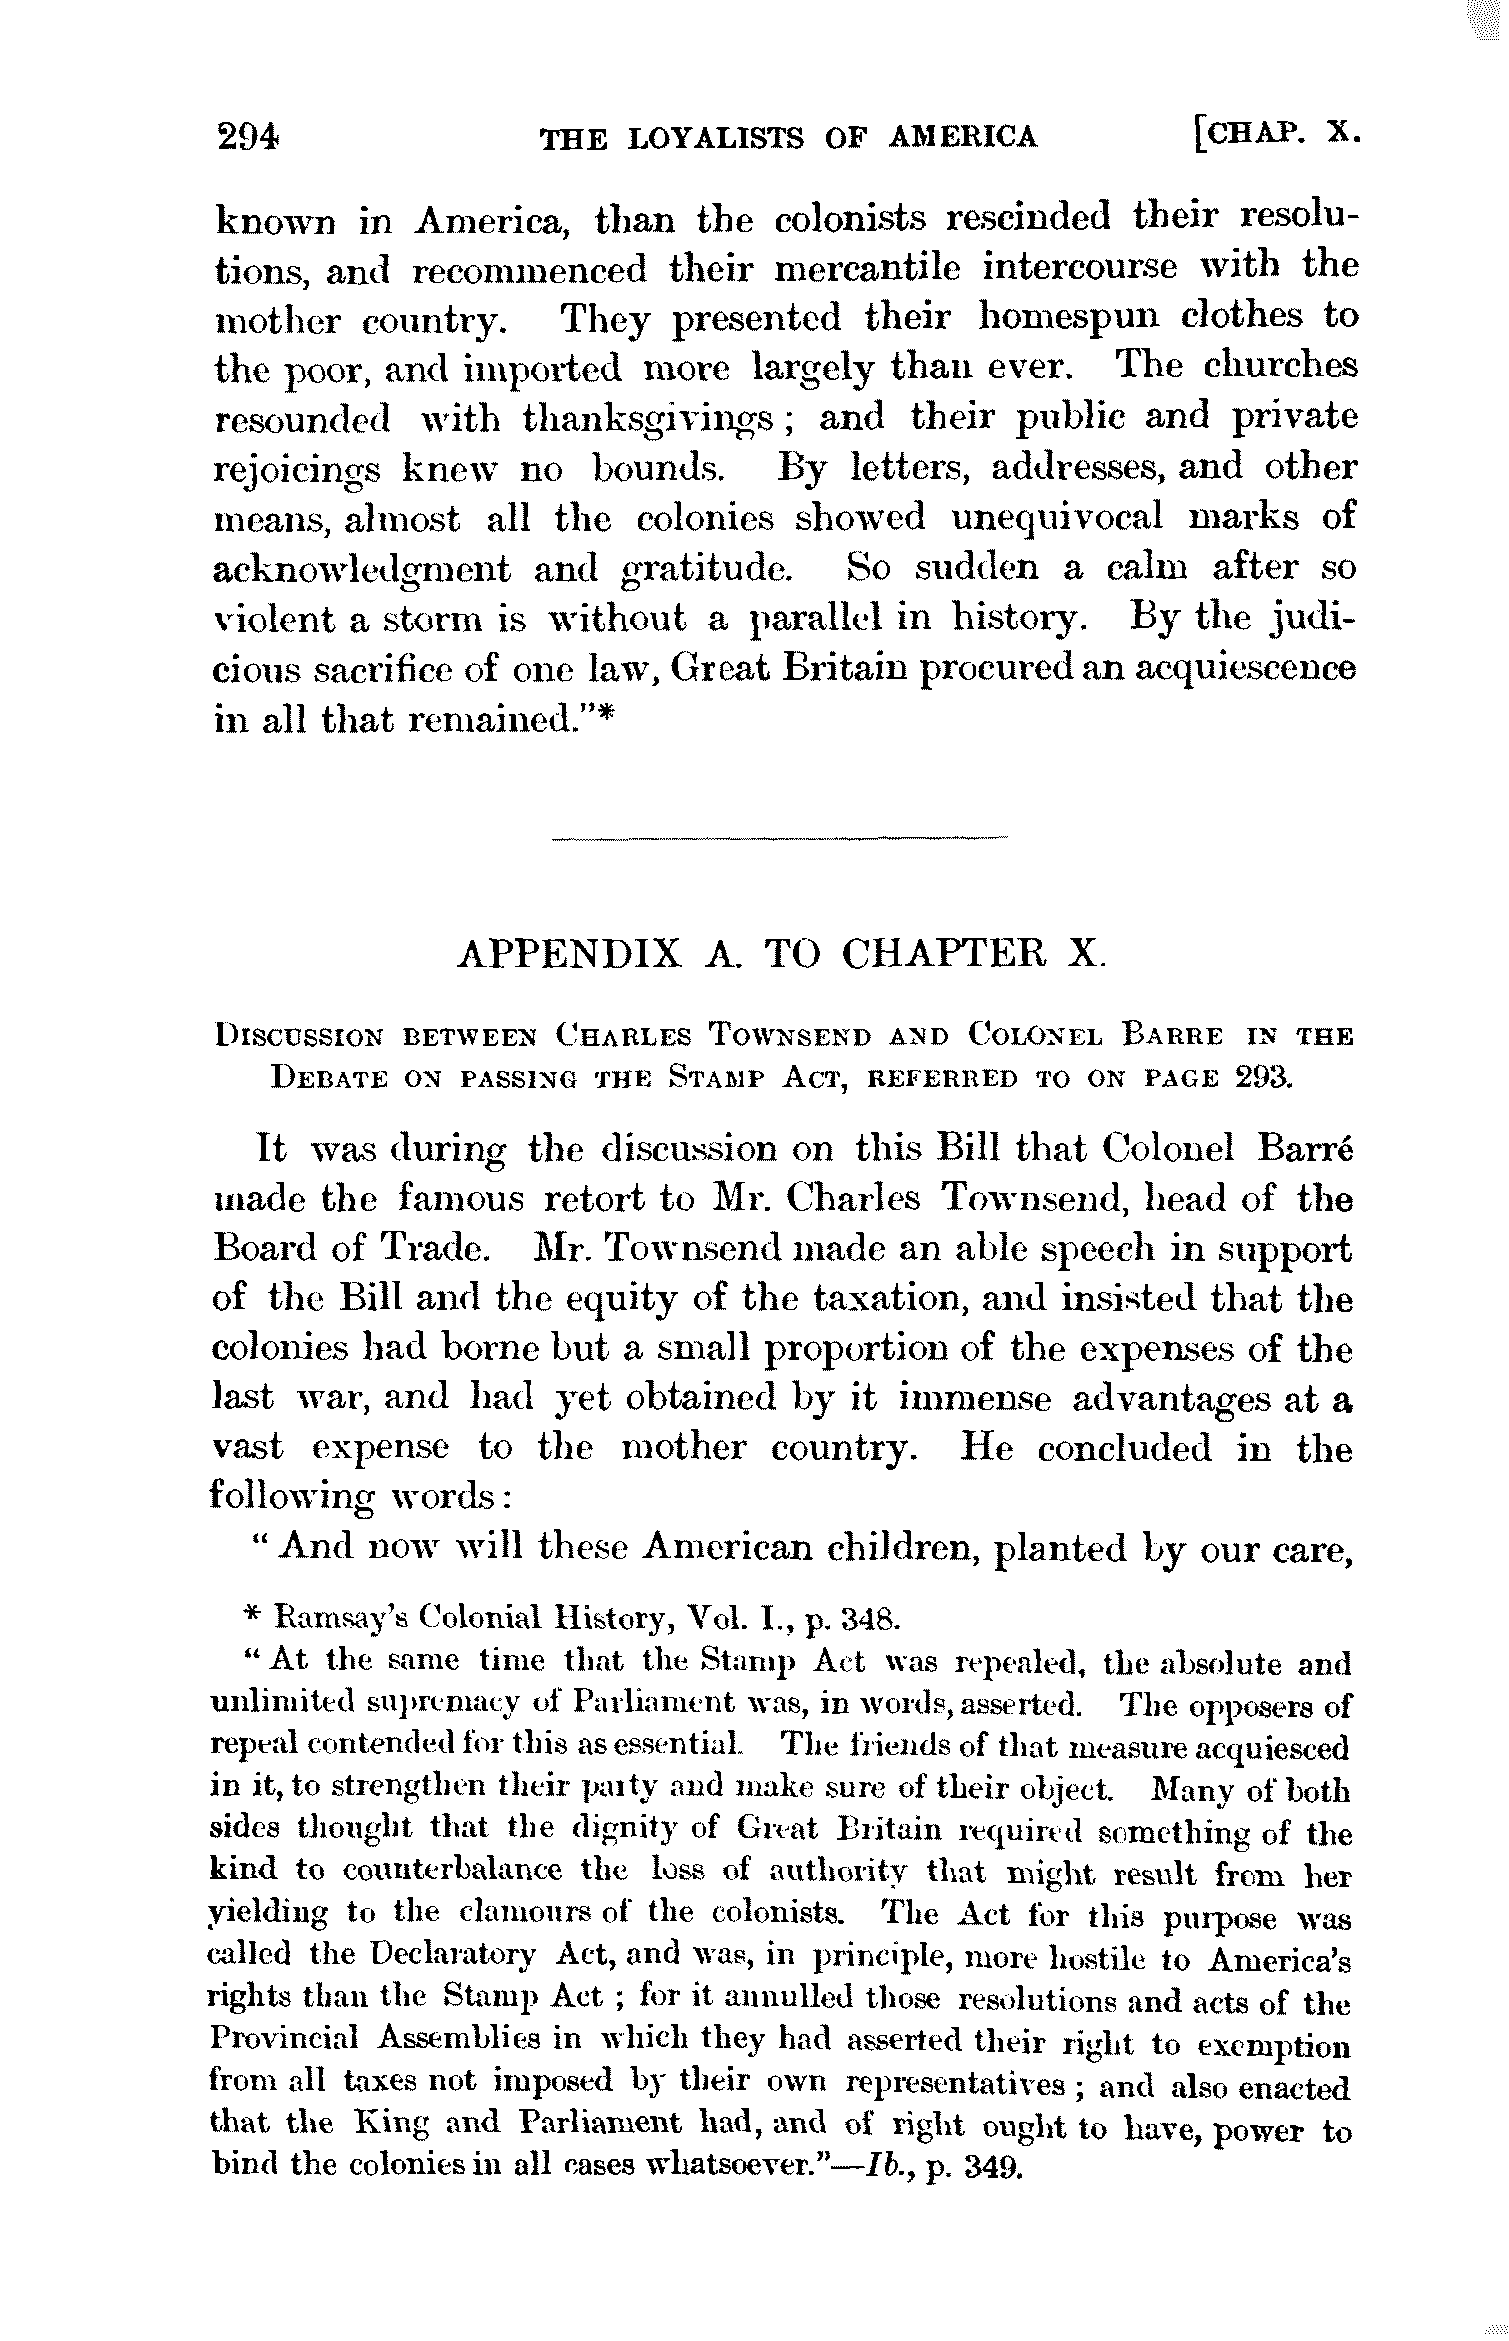 294 THE LOYALISTS OF AMERICA [CHAP. X.
known in America, than the colonists rescinded their resolu-
tions, and recommenced their mercantile intercourse with the
mother country. They presented their homespun clothes to
the poor, and imported more largely than ever. The churches
resounded with thanksgivings; and their public and private
rejoicings knew no bounds. By letters, addresses, and other
means, almost all the colonies showed unequivocal marks of
acknowledgment and gratitude. So sudden a calm after so
violent a storm is without a parallel in history. By the judi-
cious sacrifice of one law, Great Britain procured an acquiescence
in all that remained."*
APPENDIX A. TO CHAPTER X.
DISCUSSION BETWEEN CHARLES TOWNSEND AND COLONEL BARRE IN THE
DEBATE ON PASSING THE STAMP ACT, REFERRED TO ON PAGE 293.
It was during the discussion on this Bill that Colonel Barré
made the famous retort to Mr. Charles Townsend, head of the
Board of Trade. Mr. Townsend made an able speech in support
of the Bill and the equity of the taxation, and insisted that the
colonies had borne but a small proportion of the expenses of the
last war, and had yet obtained by it immense advantages at a
vast expense to the mother country. He concluded in the
following words:
"And now will these American children, planted by our care,
* Ramsay's Colonial History, Vol. I., p. 348.
"At the same time that the Stamp Act was repealed, the absolute and
unlimited supremacy of Parliament was, in words, asserted. The opposers of
repeal contended for this as essential. The friends of that measure acquiesced
in it, to strengthen their party and make sure of their object. Many of both
sides thought that the dignity of Great Britain required something of the
kind to counterbalance the loss of authority that might result from her
yielding to the clamours of the colonists. The Act for this purpose was
called the Declaratory Act, and was, in principle, more hostile to America's
rights than the Stamp Act; for it annulled those resolutions and acts of the
Provincial Assemblies in which they had asserted their right to exemption
from all taxes not imposed by their own representatives; and also enacted
that the King and Parliament had, and of right ought to have, power to
bind the colonies in all cases whatsoever."—Ib., p. 349.